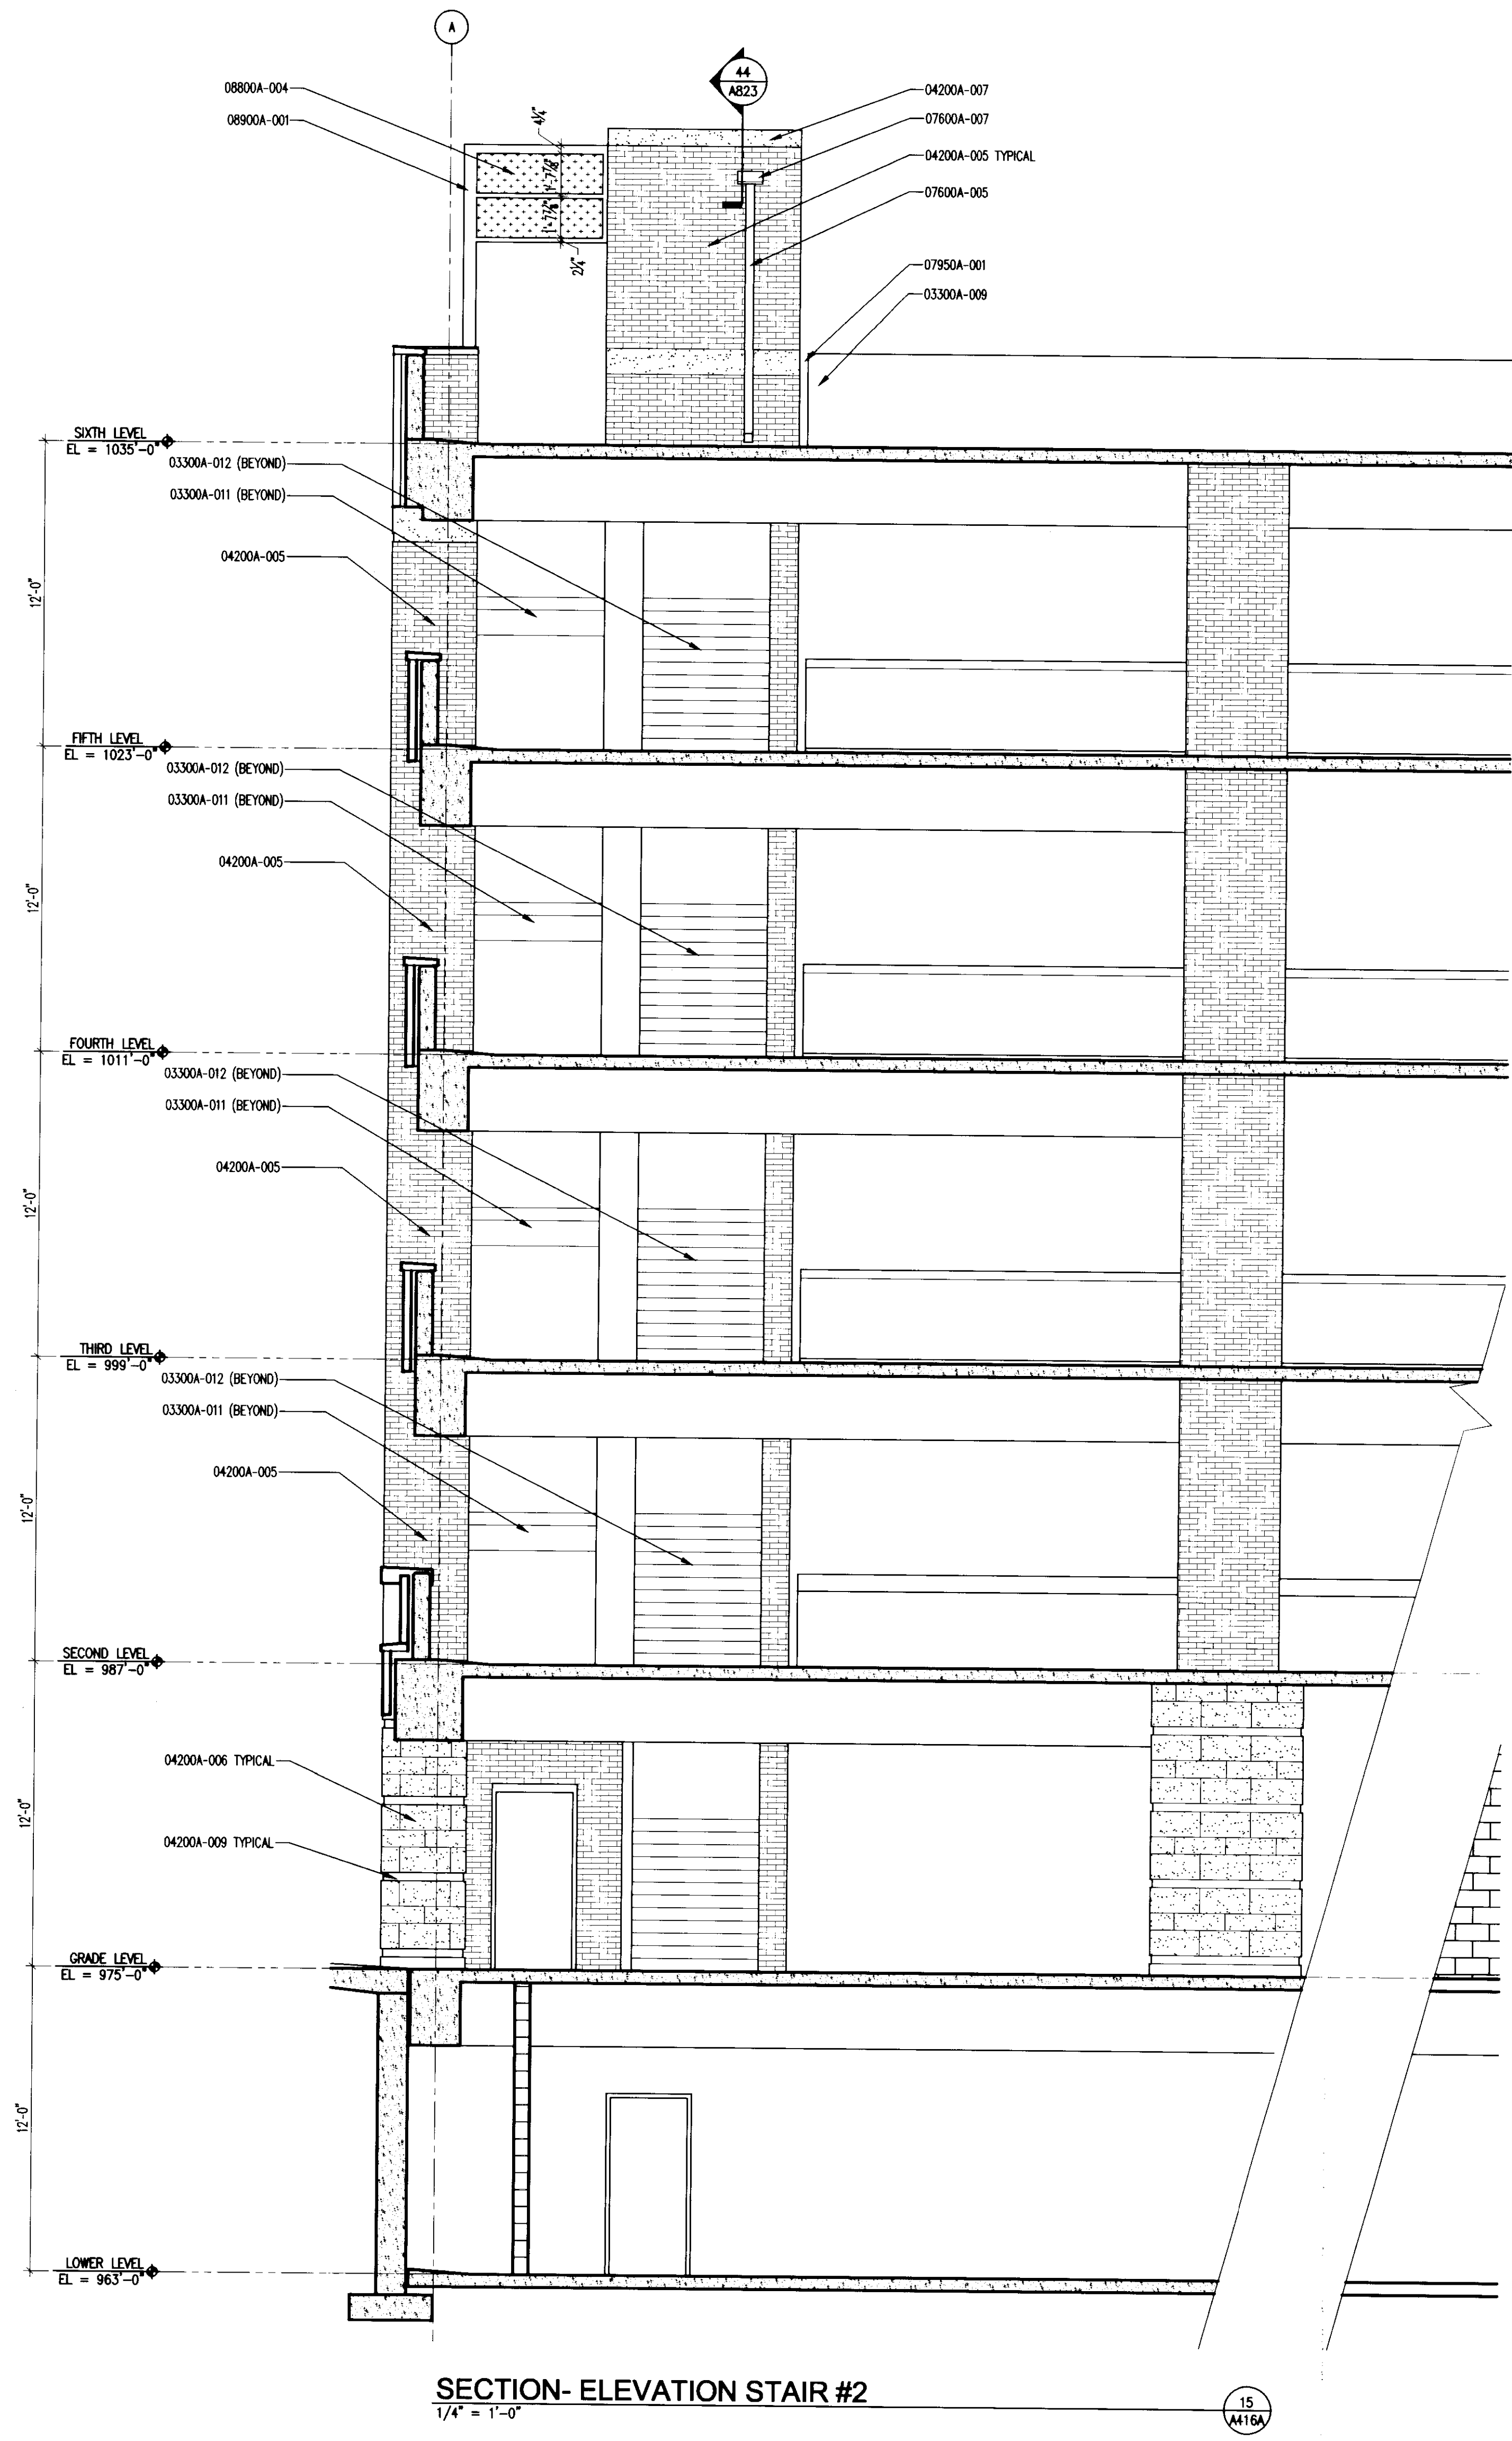 A
44
A823
08800A-004
08900A-001
4¼"
1'-7⅞"
1'-7⅞"
2¼"
04200A-007
07600A-007
04200A-005 TYPICAL
07600A-005
07950A-001
03300A-009
SIXTH LEVEL
EL = 1035'-0"
03300A-012 (BEYOND)
03300A-011 (BEYOND)
04200A-005
12'-0"
FIFTH LEVEL
EL = 1023'-0"
03300A-012 (BEYOND)
03300A-011 (BEYOND)
04200A-005
12'-0"
FOURTH LEVEL
EL = 1011'-0"
03300A-012 (BEYOND)
03300A-011 (BEYOND)
04200A-005
12'-0"
THIRD LEVEL
EL = 999'-0"
03300A-012 (BEYOND)
03300A-011 (BEYOND)
04200A-005
12'-0"
SECOND LEVEL
EL = 987'-0"
04200A-006 TYPICAL
12'-0"
04200A-009 TYPICAL
GRADE LEVEL
EL = 975'-0"
12'-0"
LOWER LEVEL
EL = 963'-0"
SECTION- ELEVATION STAIR #2
1/4" = 1'-0"
15
A416A